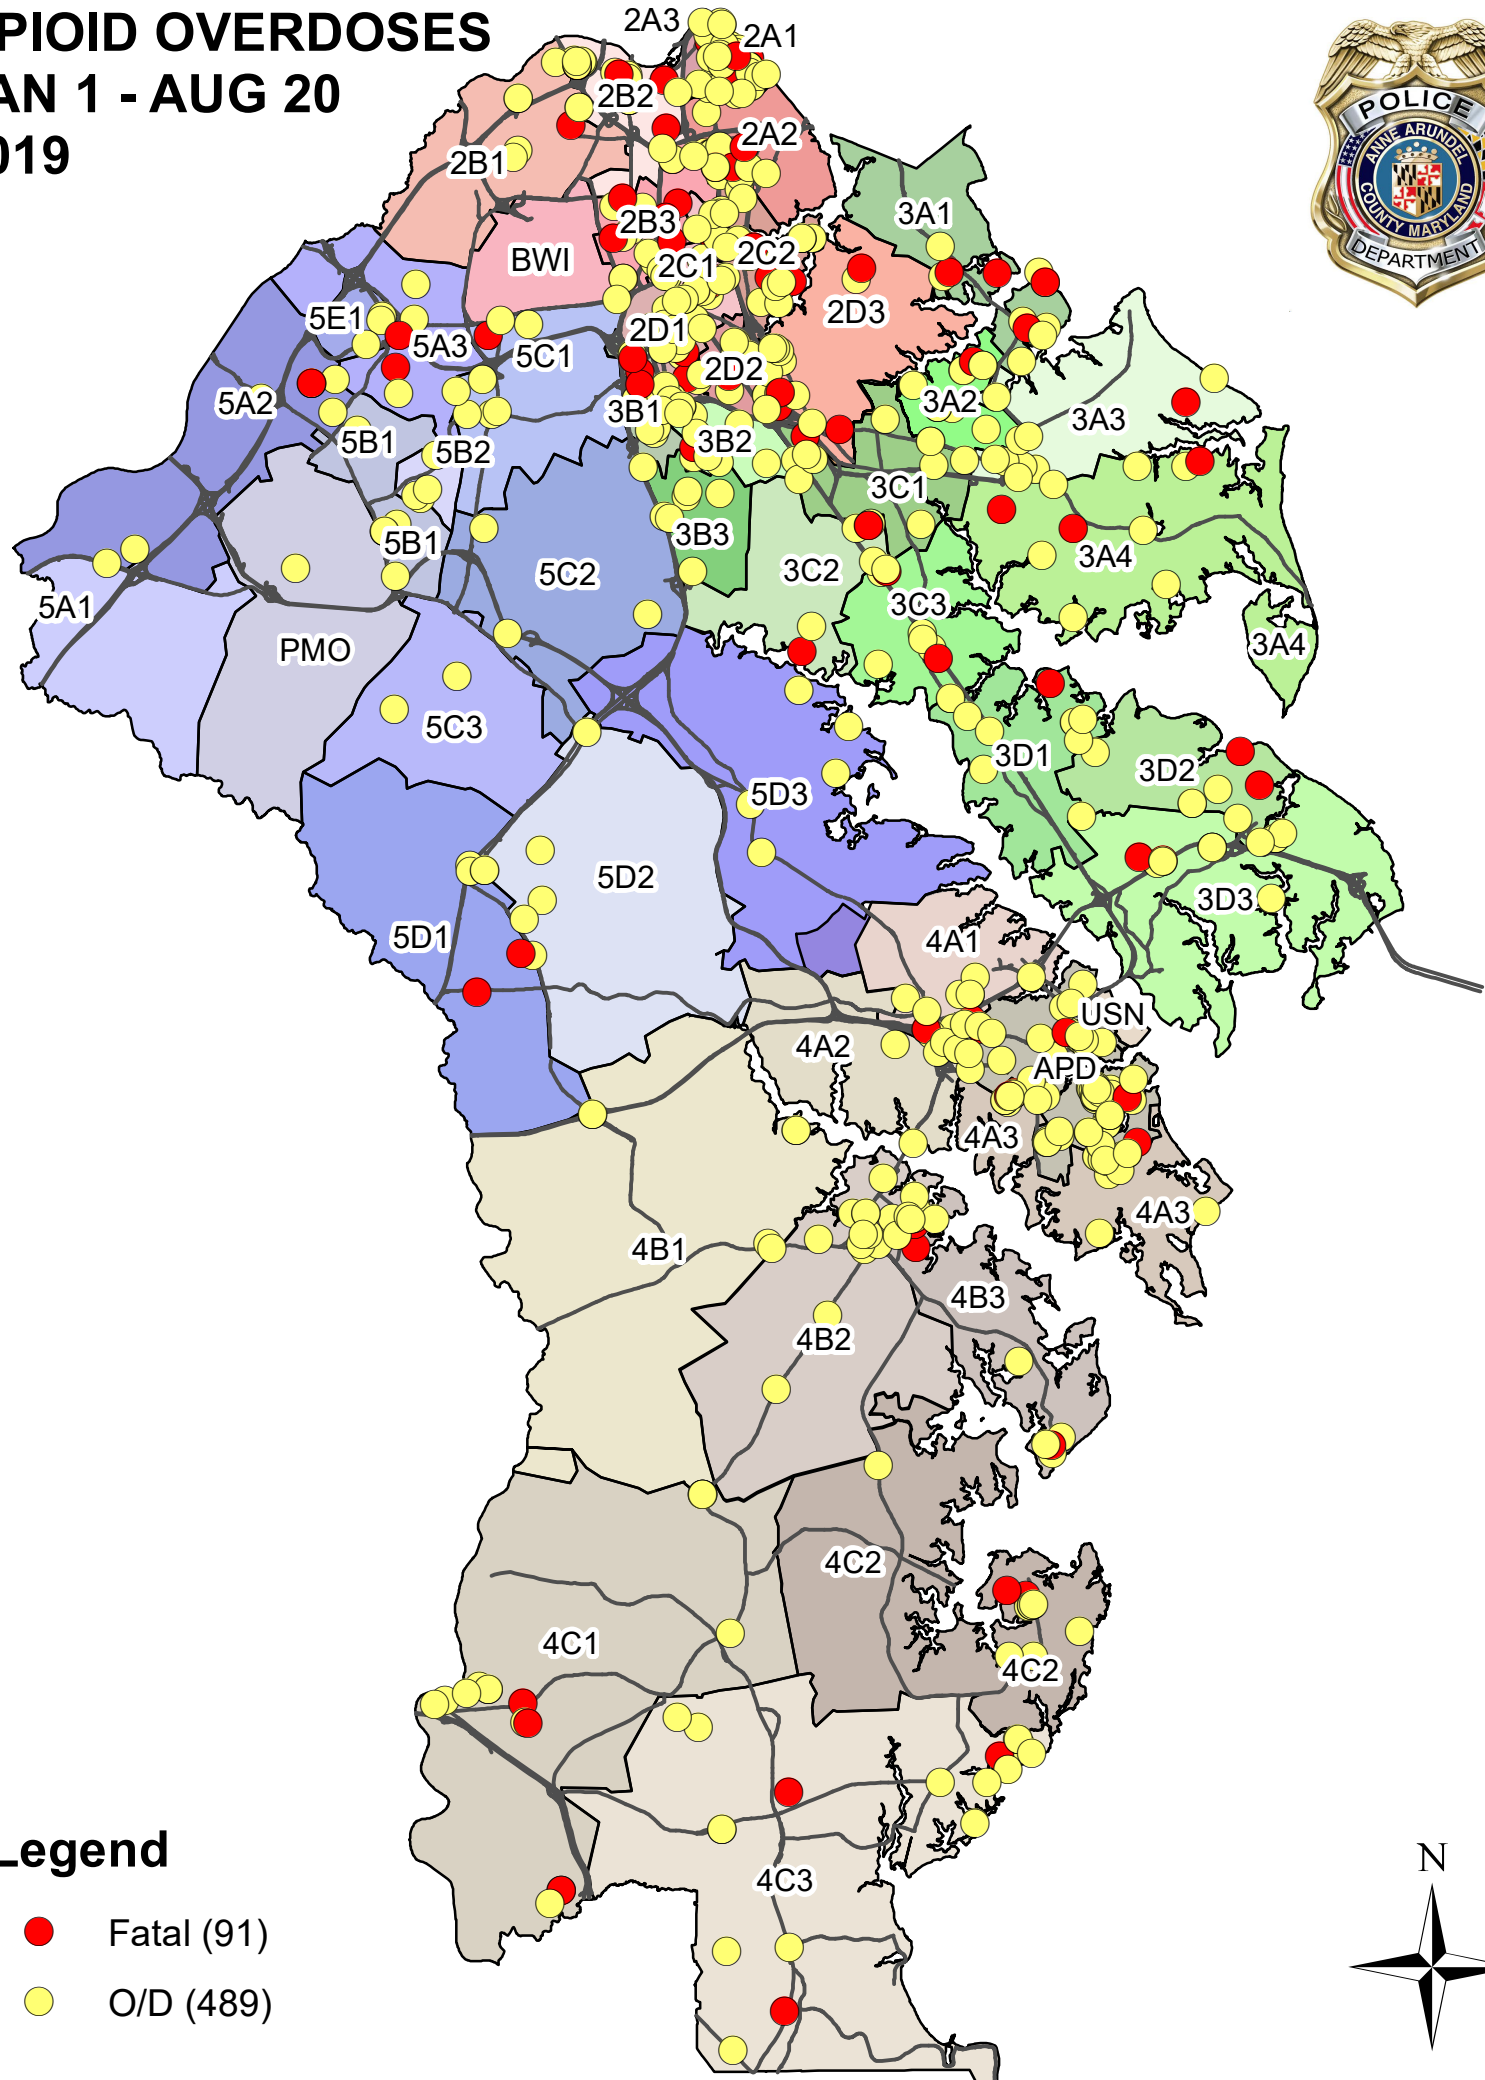 PIOID OVERDOSES
AN 1 - AUG 20
019
2A3
2A1
2B2
2A2
2B1
3A1
2B3
BWI
2C2
2C1
5E1
2D3
2D1
5A3
5C1
2D2
5A2
3A2
3B1
3A3
5B1
3B2
5B2
3C1
3B3
5B1
3A4
5C2
3C2
5A1
3C3
3A4
PMO
5C3
3D1
3D2
5D3
5D2
3D3
5D1
4A1
USN
4A2
APD
4A3
4A3
4B1
4B3
4B2
4C2
4C1
4C2
4C3
POLICE
ANNE ARUNDEL
COUNTY MARYLAND
DEPARTMENT
Legend
Fatal (91)
O/D (489)
N